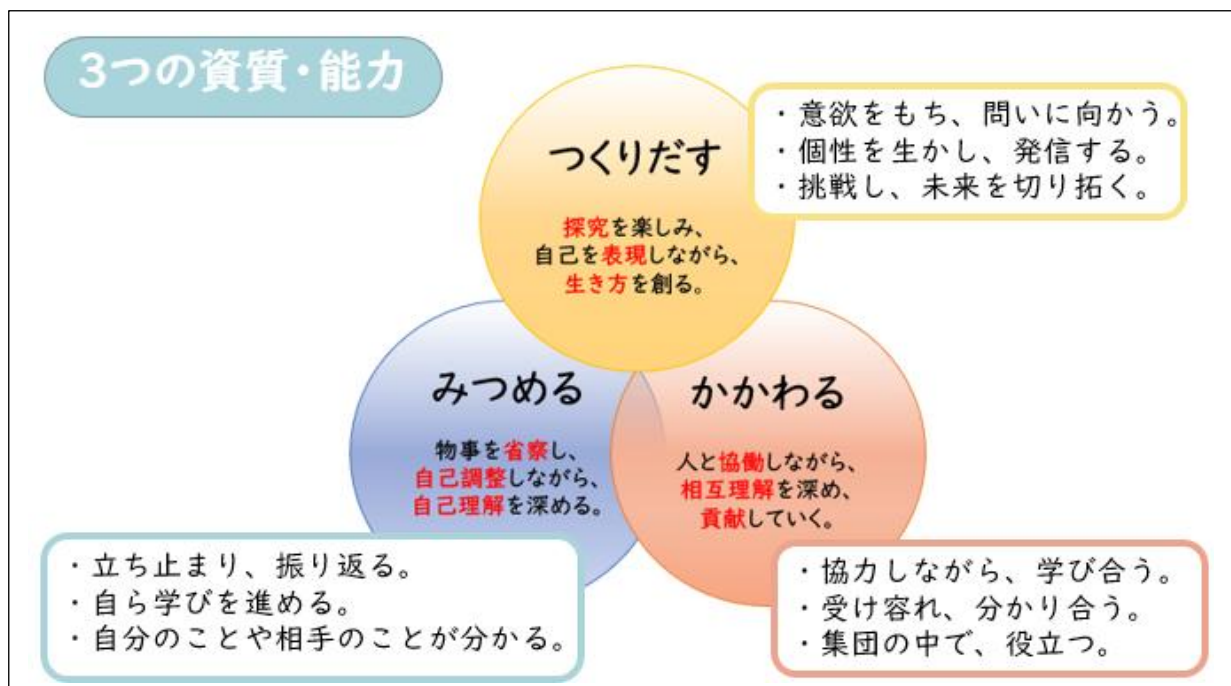 3つの資質・能力
つくりだす
探究を楽しみ、
自己を表現しながら、
生き方を創る。
・意欲をもち、問いに向かう。
・個性を生かし、発信する。
・挑戦し、未来を切り拓く。
みつめる
物事を省察し、
自己調整しながら、
自己理解を深める。
・立ち止まり、振り返る。
・自ら学びを進める。
・自分のことや相手のことが分かる。
かかわる
人と協働しながら、
相互理解を深め、
貢献していく。
・協力しながら、学び合う。
・受け容れ、分かり合う。
・集団の中で、役立つ。